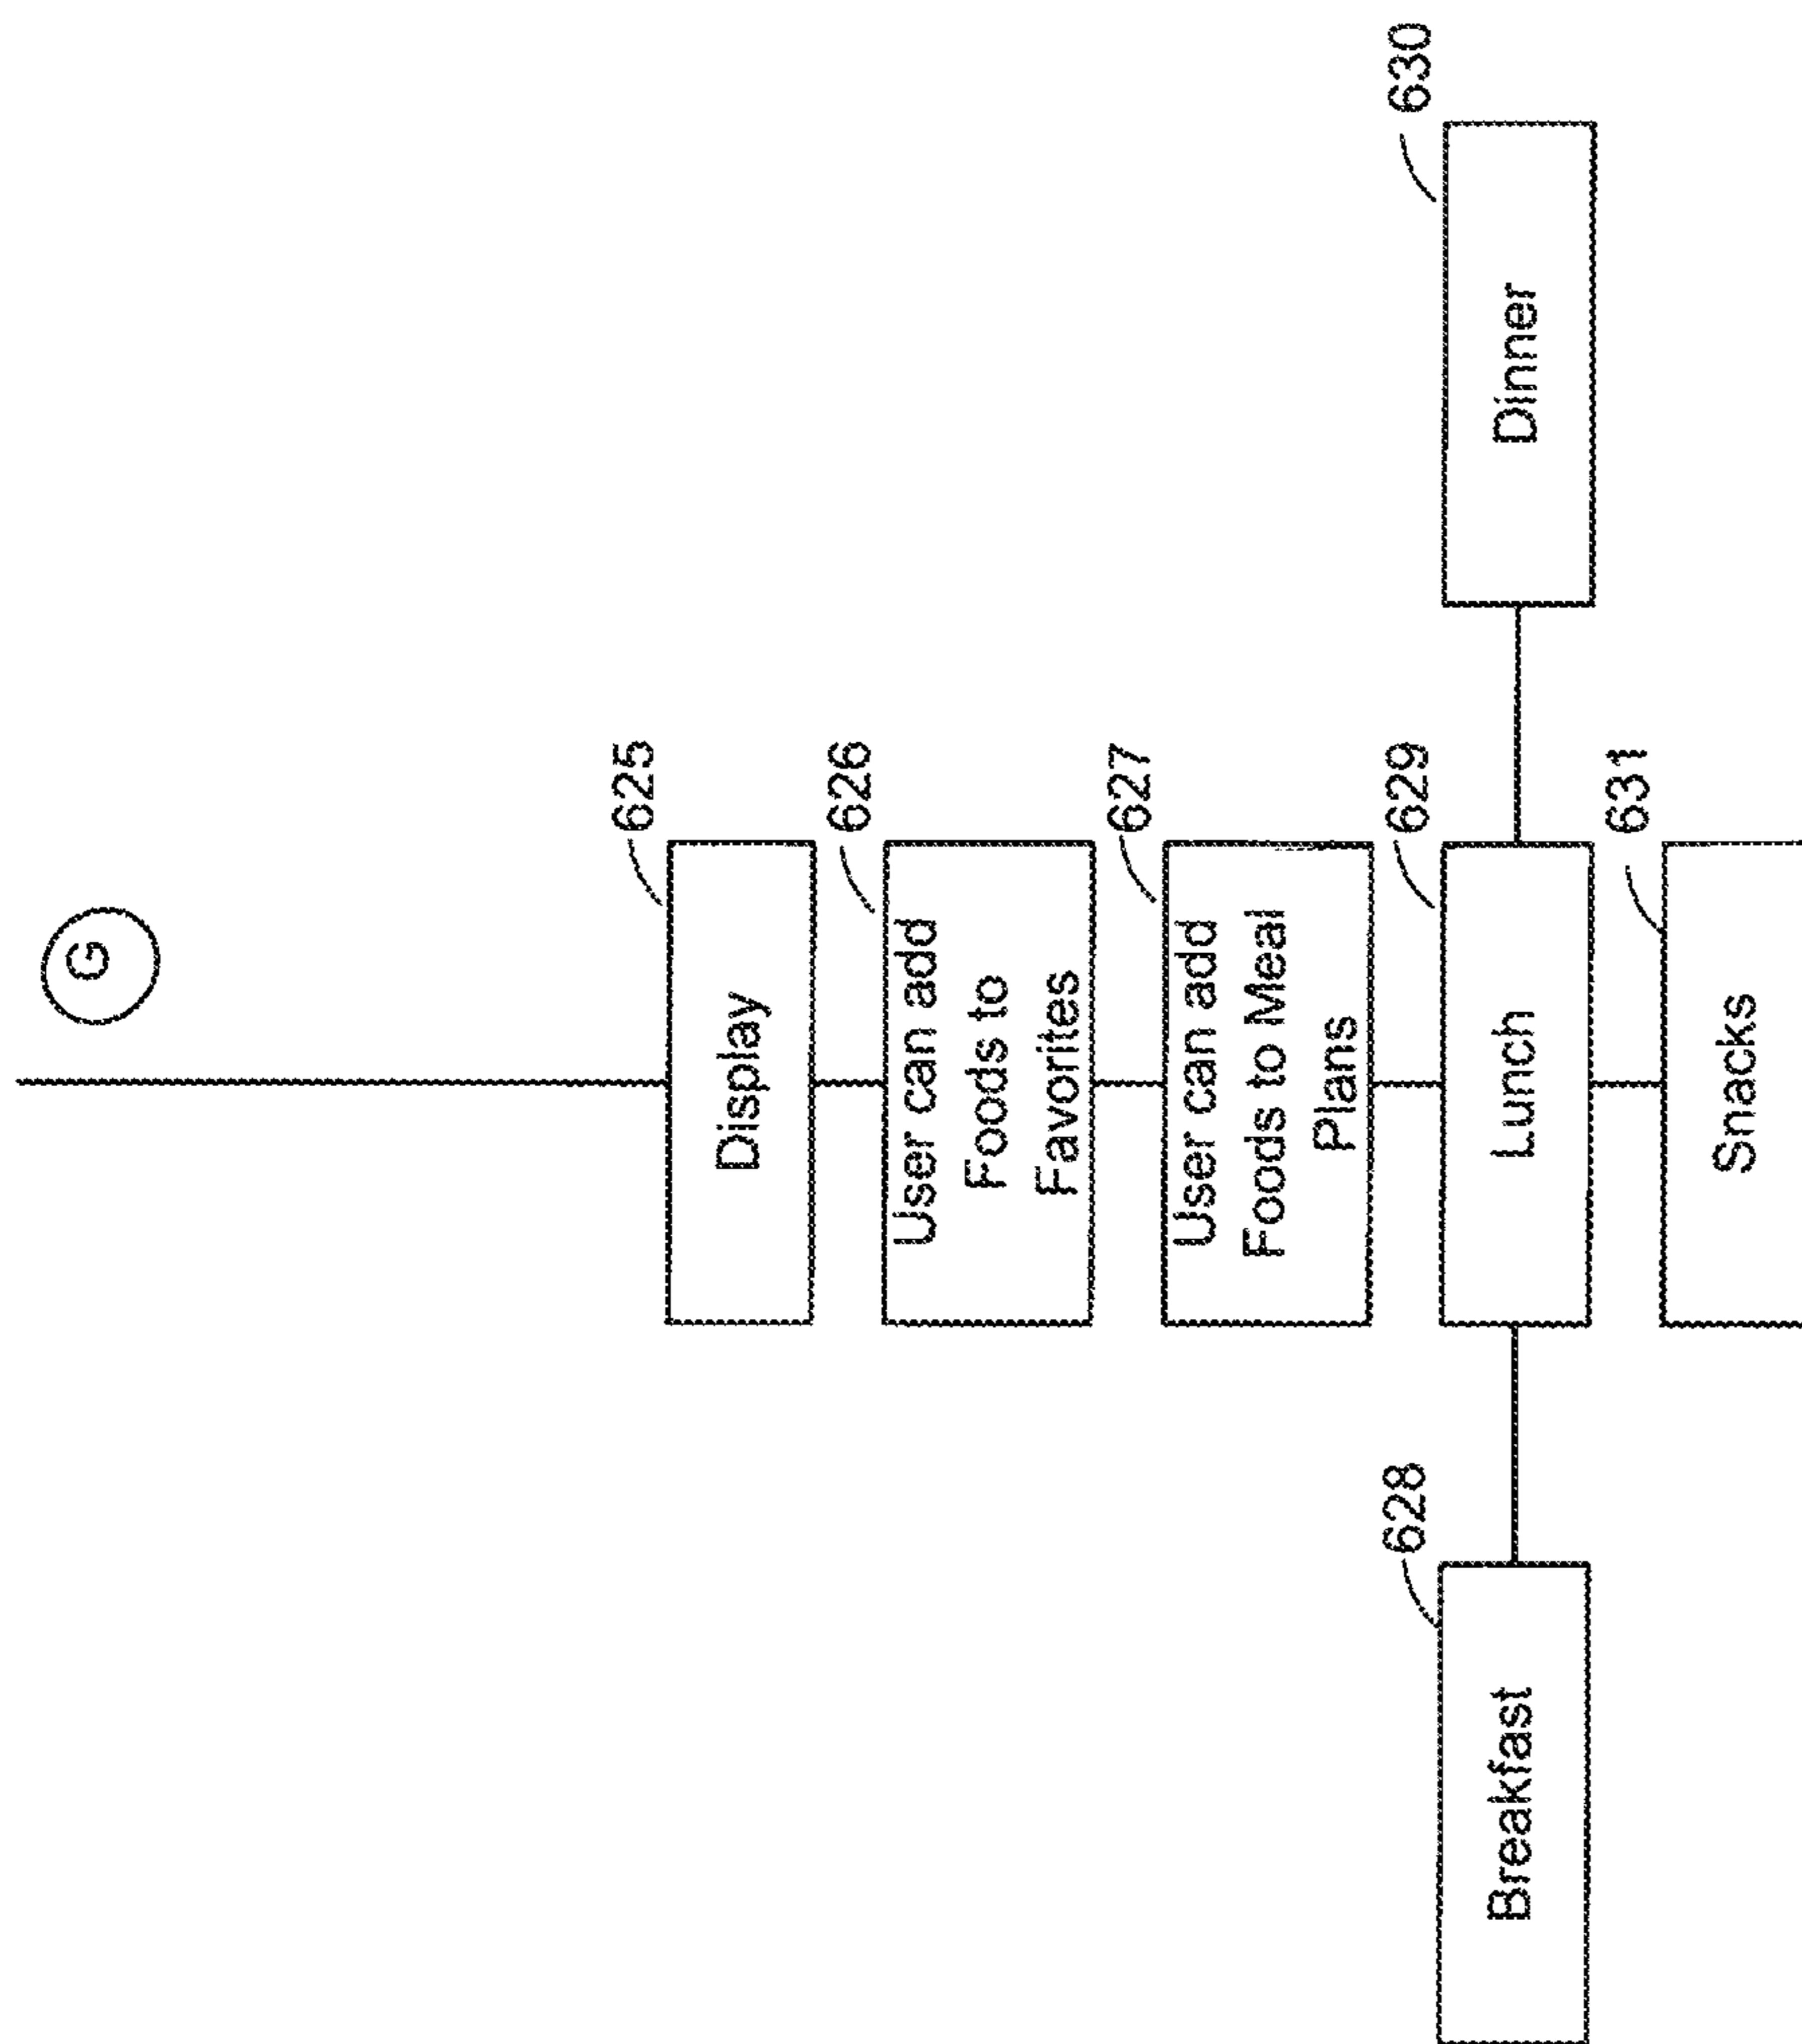 G
625
Display
626
User can add
Foods to
Favorites
627
User can add
Foods to Meal
Plans
628
Breakfast
629
Lunch
630
Dinner
631
Snacks